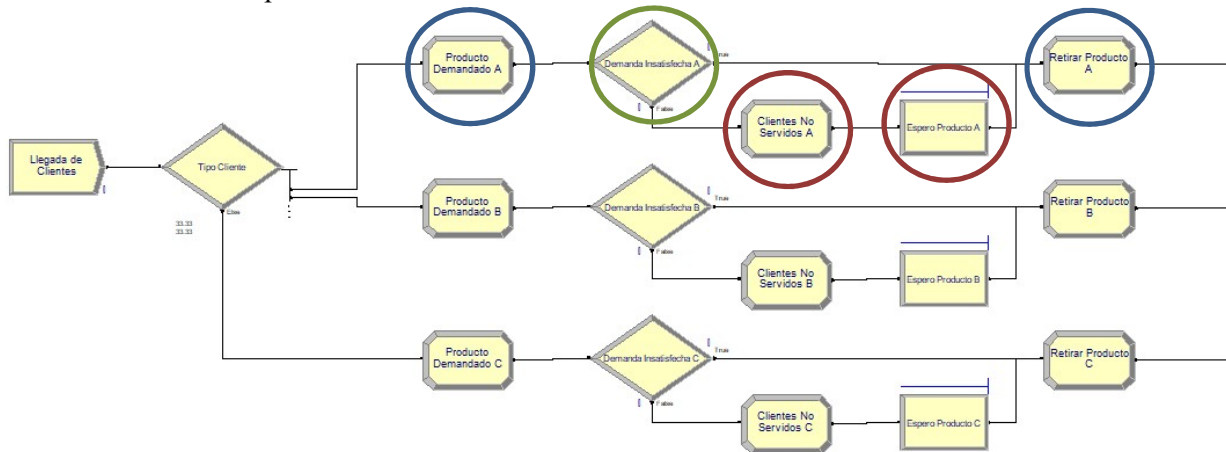 Producto
Demandado A
Demanda Insatisfecha A
True
False
Clientes No
Servidos A
Espero Producto A
Retirar Producto
A
Llegada de
Clientes
Tipo Cliente
Else
33.33
33.33
Producto
Demandado B
Demanda Insatisfecha B
True
False
Clientes No
Servidos B
Espero Producto B
Retirar Producto
B
Producto
Demandado C
Demanda Insatisfecha C
True
False
Clientes No
Servidos C
Espero Producto C
Retirar Producto
C